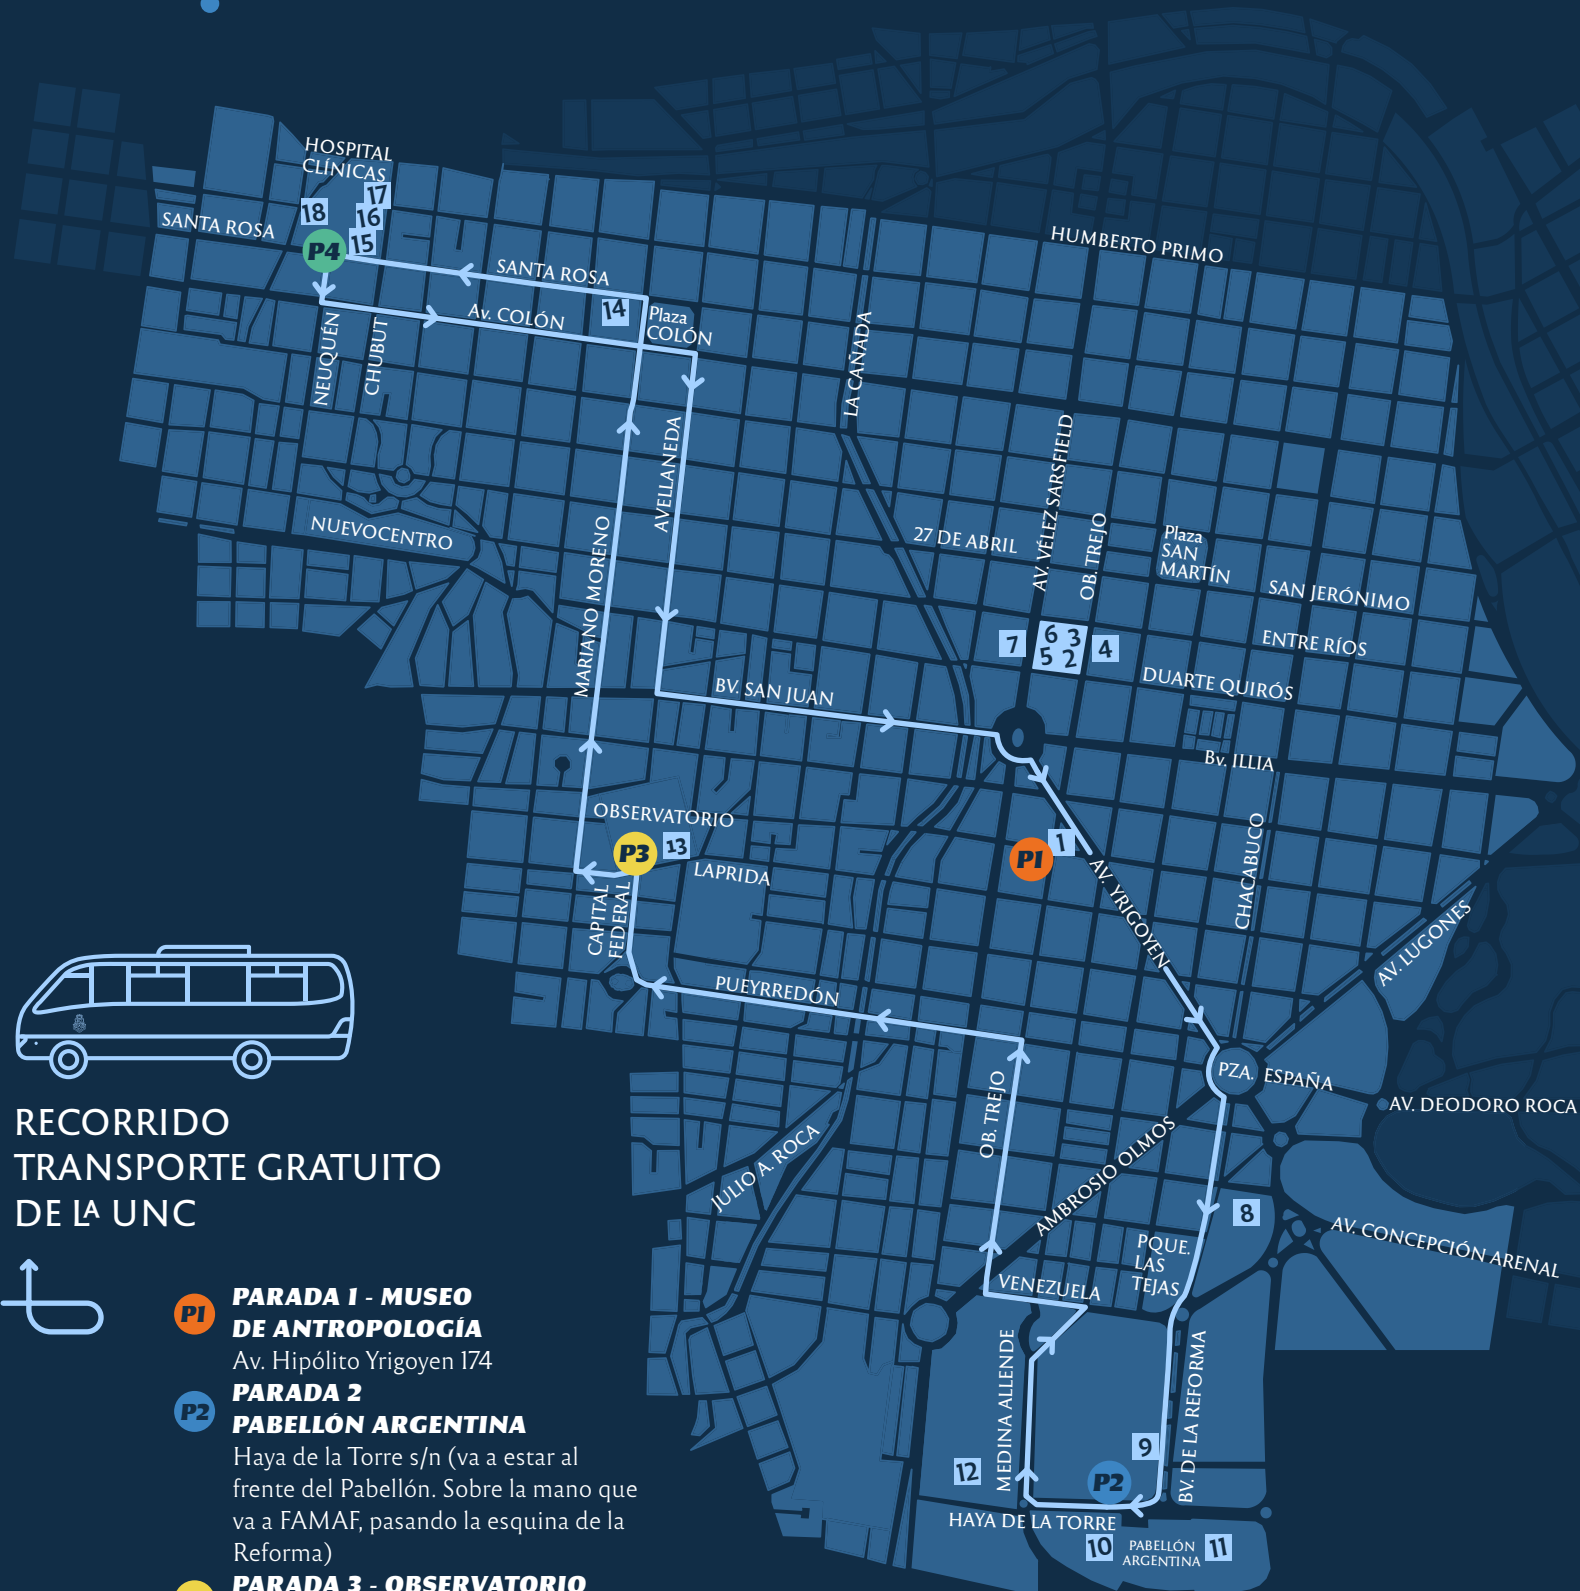 HOSPITAL
CLÍNICAS
17
18
16
SANTA ROSA
15
P4
SANTA ROSA
HUMBERTO PRIMO
Av. COLÓN
14
Plaza
COLÓN
NEUQUÉN
CHUBUT
LA CAÑADA
AVELLANEDA
AV. VÉLEZ SARSFIELD
OB. TREJO
NUEVOCENTRO
MARIANO MORENO
27 DE ABRIL
Plaza
SAN
MARTÍN
SAN JERÓNIMO
ENTRE RÍOS
7
6 3
5 2
4
DUARTE QUIRÓS
BV. SAN JUAN
Bv. ILLIA
OBSERVATORIO
P3
13
LAPRIDA
CAPITAL
FEDERAL
P1
1
AV. YRIGOYEN
CHACABUCO
AV. LUGONES
PUEYRREDÓN
PZA. ESPAÑA
AV. DEODORO ROCA
OB. TREJO
JULIO A. ROCA
AMBROSIO OLMOS
8
AV. CONCEPCIÓN ARENAL
PQUE.
LAS
TEJAS
VENEZUELA
MEDINA ALLENDE
BV. DE LA REFORMA
9
12
P2
HAYA DE LA TORRE
10
PABELLÓN
ARGENTINA
11
RECORRIDO
TRANSPORTE GRATUITO
DE LA UNC
P1
PARADA 1 - MUSEO
DE ANTROPOLOGÍA
Av. Hipólito Yrigoyen 174
P2
PARADA 2
PABELLÓN ARGENTINA
Haya de la Torre s/n (va a estar al
frente del Pabellón. Sobre la mano que
va a FAMAF, pasando la esquina de la
Reforma)
PARADA 3 - OBSERVATORIO